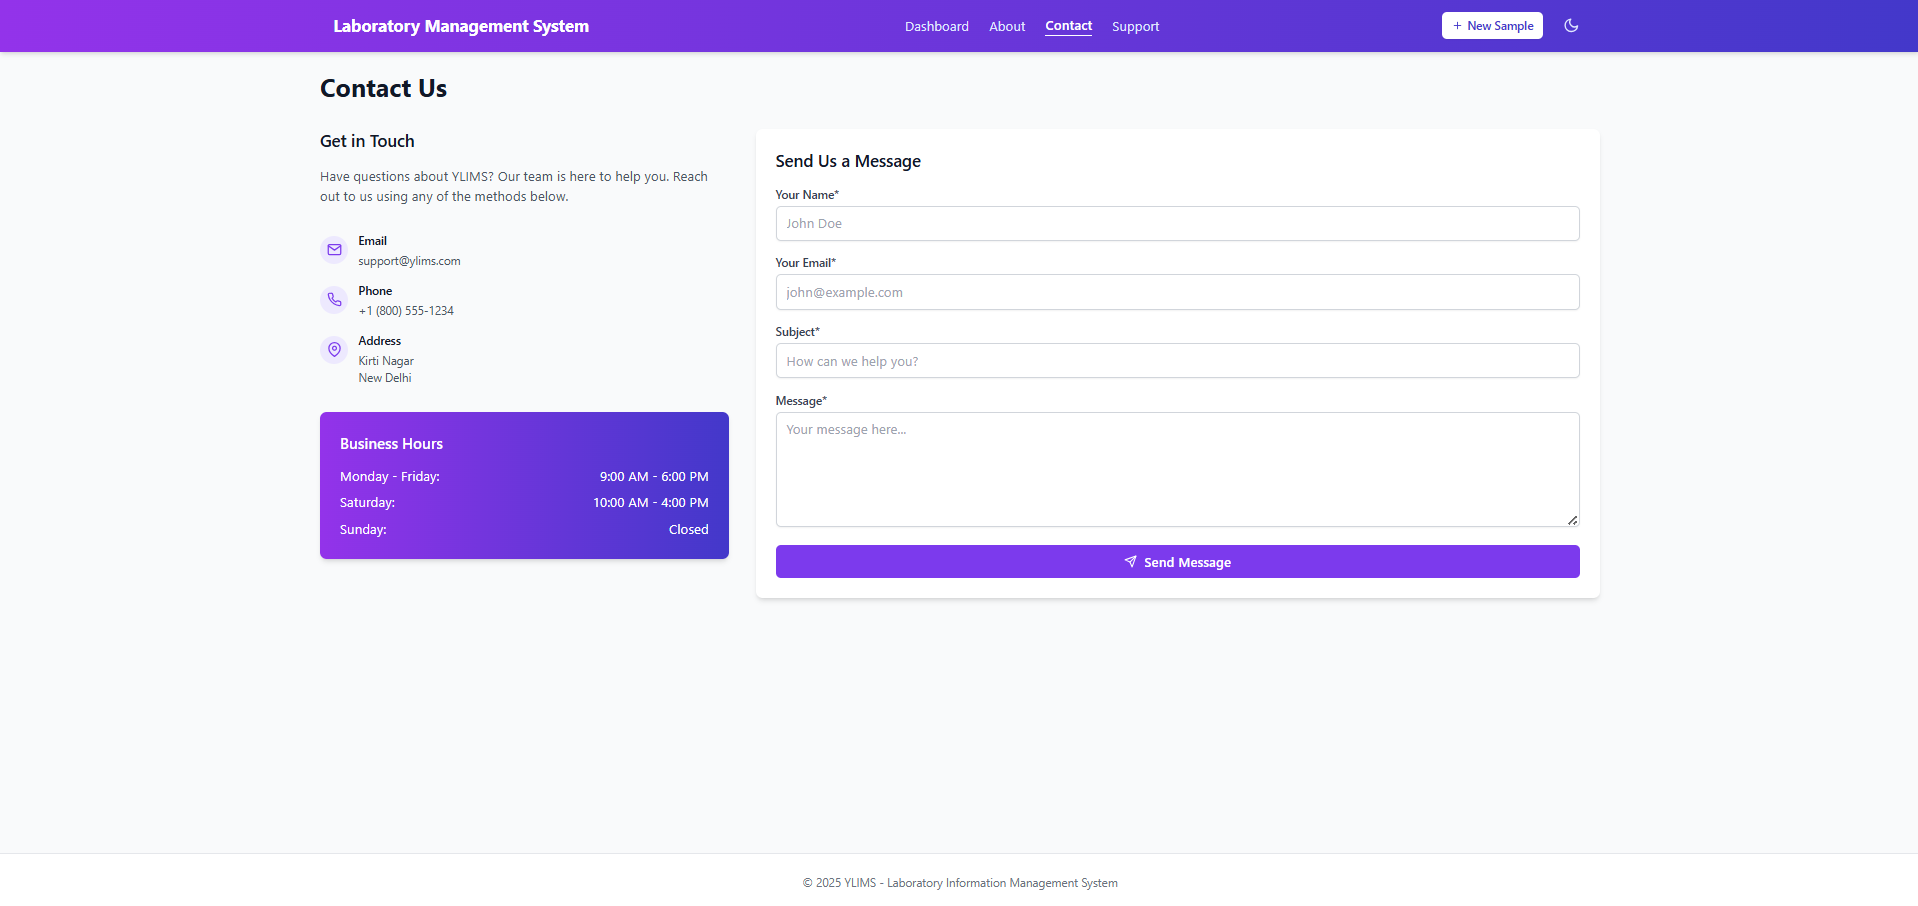 Laboratory Management System
Dashboard About Contact Support
+ New Sample
Contact Us
Get in Touch
Have questions about YLIMS? Our team is here to help you. Reach
out to us using any of the methods below.
Email
support@ylims.com
Phone
+1 (800) 555-1234
Address
Kirti Nagar
New Delhi
Business Hours
Monday - Friday: 9:00 AM - 6:00 PM
Saturday: 10:00 AM - 4:00 PM
Sunday: Closed
Send Us a Message
Your Name*
John Doe
Your Email*
john@example.com
Subject*
How can we help you?
Message*
Your message here...
Send Message
© 2025 YLIMS - Laboratory Information Management System